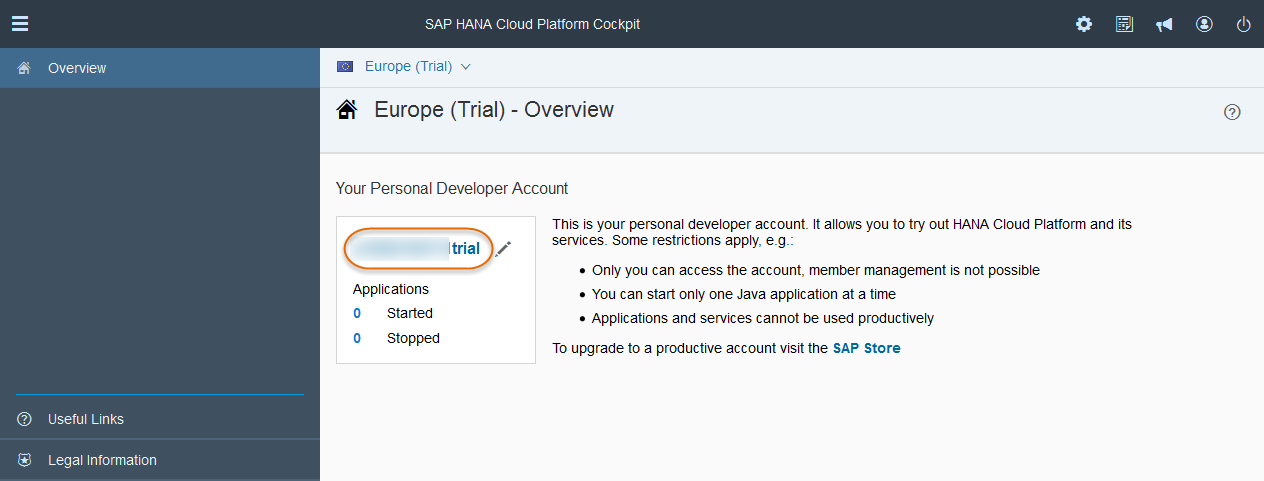 SAP HANA Cloud Platform Cockpit
Overview
Europe (Trial)
Europe (Trial) - Overview
Your Personal Developer Account
trial
Applications
0 Started
0 Stopped
This is your personal developer account. It allows you to try out HANA Cloud Platform and its
services. Some restrictions apply, e.g.:
Only you can access the account, member management is not possible
You can start only one Java application at a time
Applications and services cannot be used productively
To upgrade to a productive account visit the SAP Store
Useful Links
Legal Information